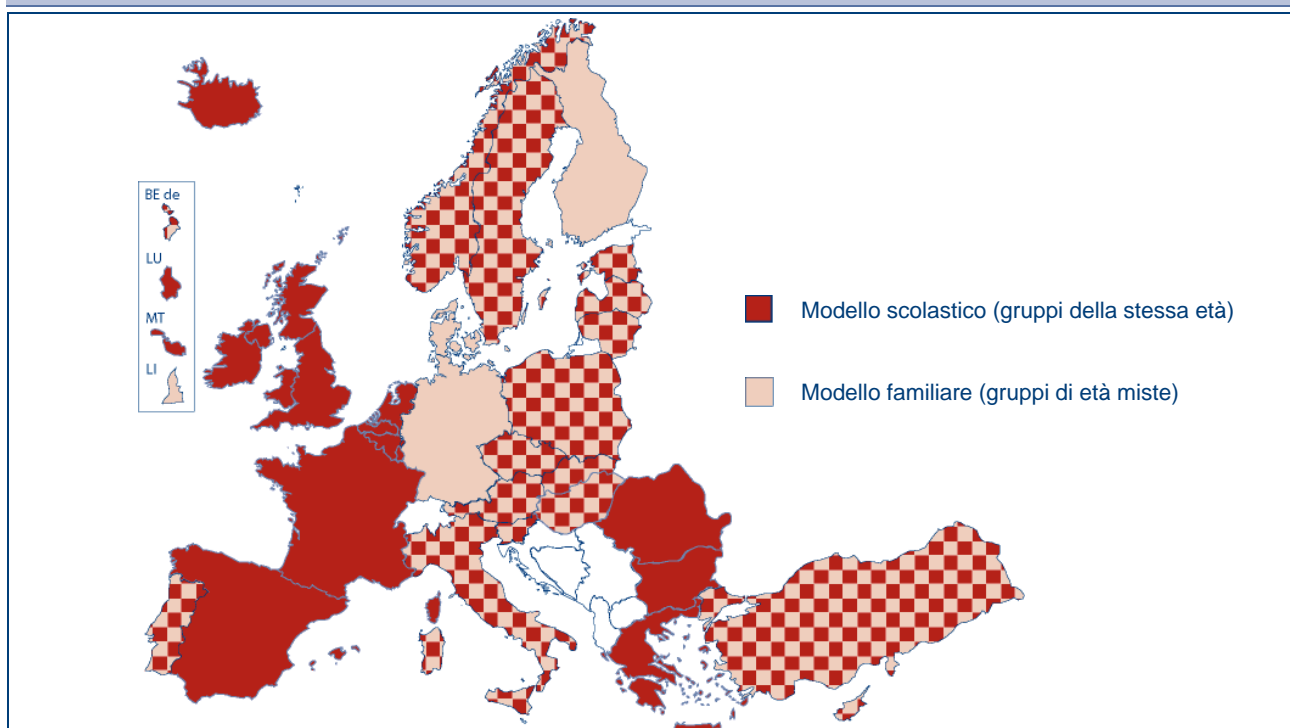 BE de
LU
MT
LI
Modello scolastico (gruppi della stessa età)
Modello familiare (gruppi di età miste)